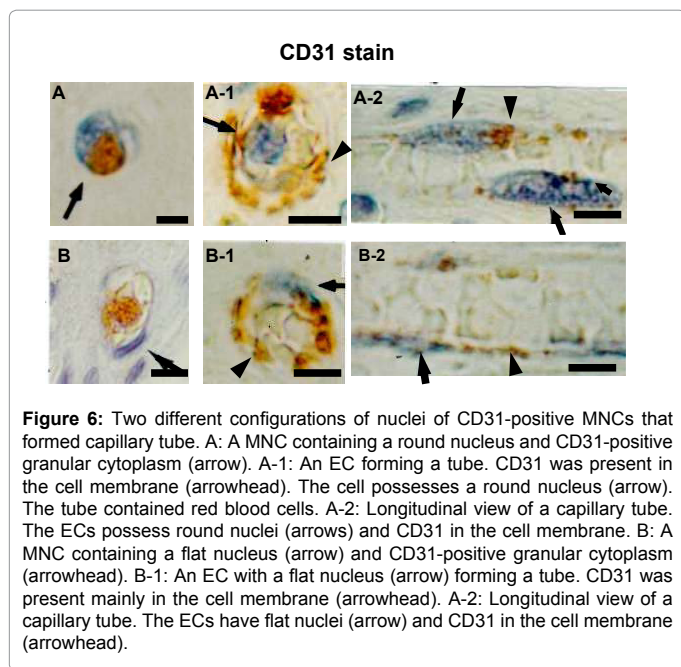 CD31 stain
A
A-1
A-2
B
B-1
B-2
Figure 6: Two different configurations of nuclei of CD31-positive MNCs that
formed capillary tube. A: A MNC containing a round nucleus and CD31-positive
granular cytoplasm (arrow). A-1: An EC forming a tube. CD31 was present in
the cell membrane (arrowhead). The cell possesses a round nucleus (arrow).
The tube contained red blood cells. A-2: Longitudinal view of a capillary tube.
The ECs possess round nuclei (arrows) and CD31 in the cell membrane. B: A
MNC containing a flat nucleus (arrow) and CD31-positive granular cytoplasm
(arrowhead). B-1: An EC with a flat nucleus (arrow) forming a tube. CD31 was
present mainly in the cell membrane (arrowhead). A-2: Longitudinal view of a
capillary tube. The ECs have flat nuclei (arrow) and CD31 in the cell membrane
(arrowhead).